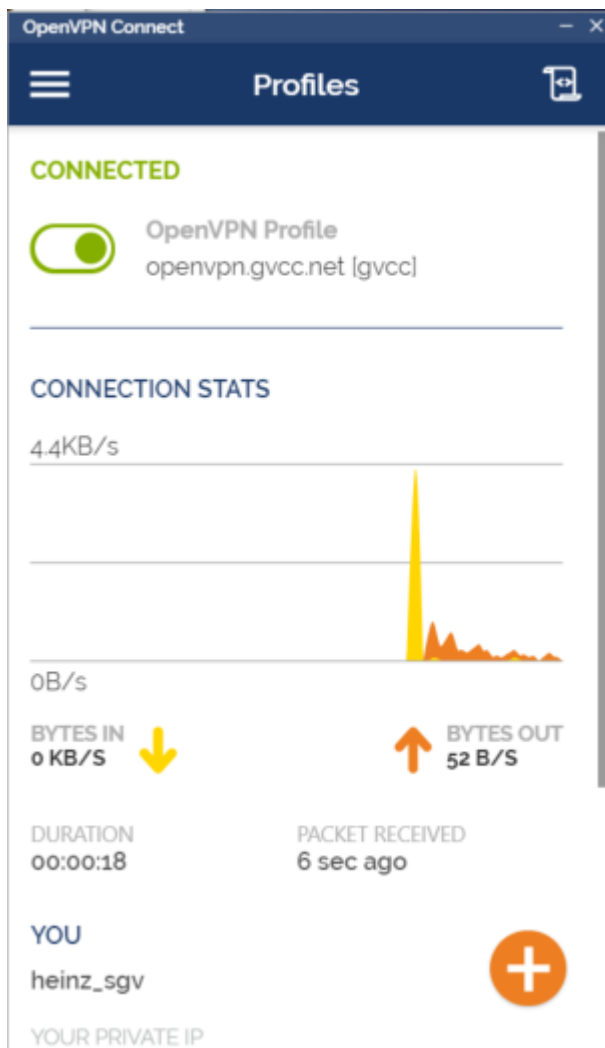 OpenVPN Connect
Profiles
CONNECTED
OpenVPN Profile
openvpn.gvcc.net [gvcc]
CONNECTION STATS
4.4KB/s
0B/s
BYTES IN
0 KB/S
BYTES OUT
52 B/S
DURATION
00:00:18
PACKET RECEIVED
6 sec ago
YOU
heinz_sgv
YOUR PRIVATE IP